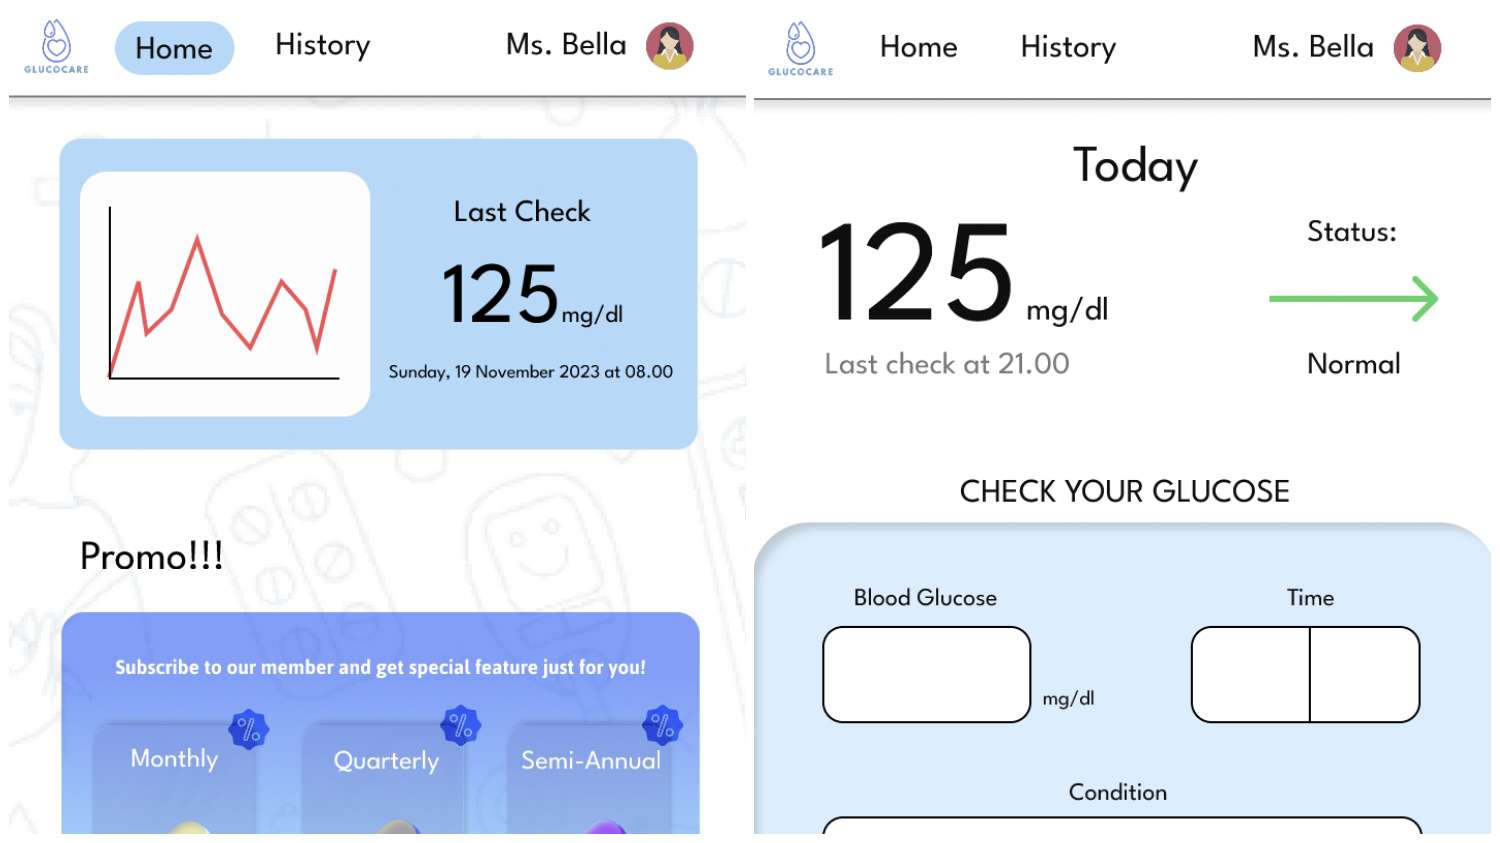 GLUCOCARE
Home
History
Ms. Bella
Last Check
125 mg/dl
Sunday, 19 November 2023 at 08.00
Promo!!!
Subscribe to our member and get special feature just for you!
%
%
%
Monthly
Quarterly
Semi-Annual
GLUCOCARE
Home
History
Ms. Bella
Today
125 mg/dl
Last check at 21.00
Status:
Normal
CHECK YOUR GLUCOSE
Blood Glucose
Time
mg/dl
Condition